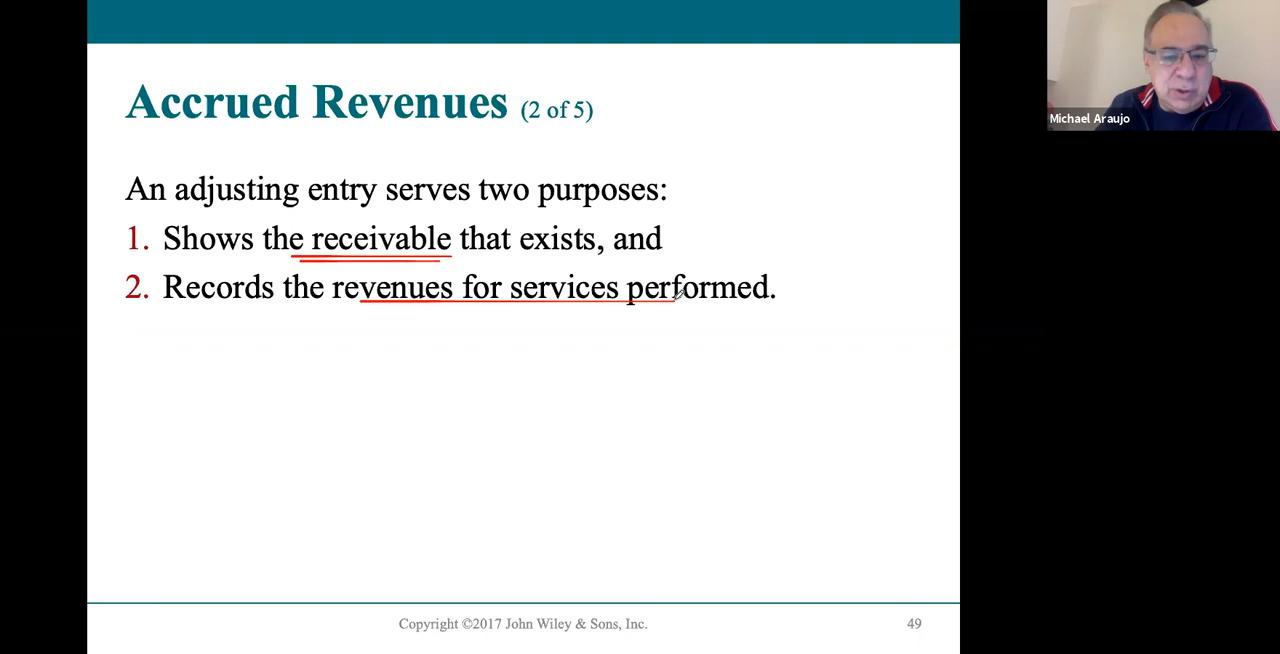 Accrued Revenues (2 of 5)
An adjusting entry serves two purposes:
1. Shows the receivable that exists, and
2. Records the revenues for services performed.
Copyright ©2017 John Wiley & Sons, Inc.
49
Michael Araujo